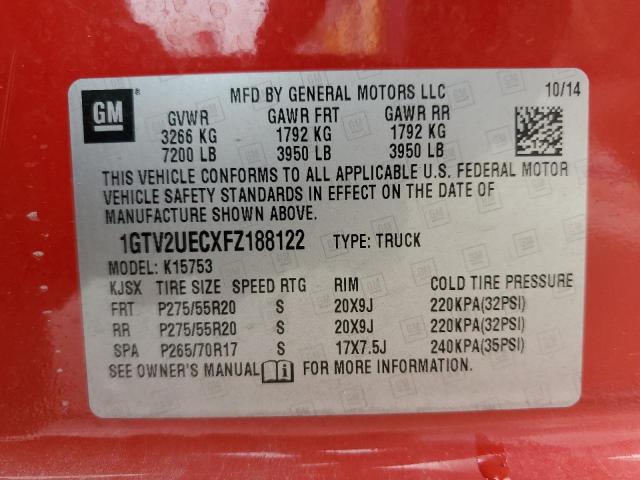 GM ®
MFD BY GENERAL MOTORS LLC 10/14
GVWR GAWR FRT GAWR RR
3266 KG 1792 KG 1792 KG
7200 LB 3950 LB 3950 LB
THIS VEHICLE CONFORMS TO ALL APPLICABLE U.S. FEDERAL MOTOR
VEHICLE SAFETY STANDARDS IN EFFECT ON THE DATE OF
MANUFACTURE SHOWN ABOVE.
1GTV2UECXFZ188122 TYPE: TRUCK
MODEL: K15753
KJSX TIRE SIZE SPEED RTG RIM COLD TIRE PRESSURE
FRT P275/55R20 S 20X9J 220KPA(32PSI)
RR P275/55R20 S 20X9J 220KPA(32PSI)
SPA P265/70R17 S 17X7.5J 240KPA(35PSI)
SEE OWNER'S MANUAL i FOR MORE INFORMATION.